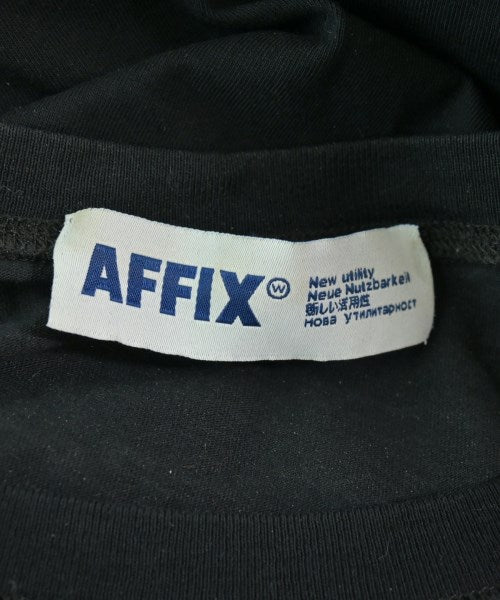 AFFIX W
New utility
Neue Nutzbarkeit
新しい活用性
Нова утилитарност